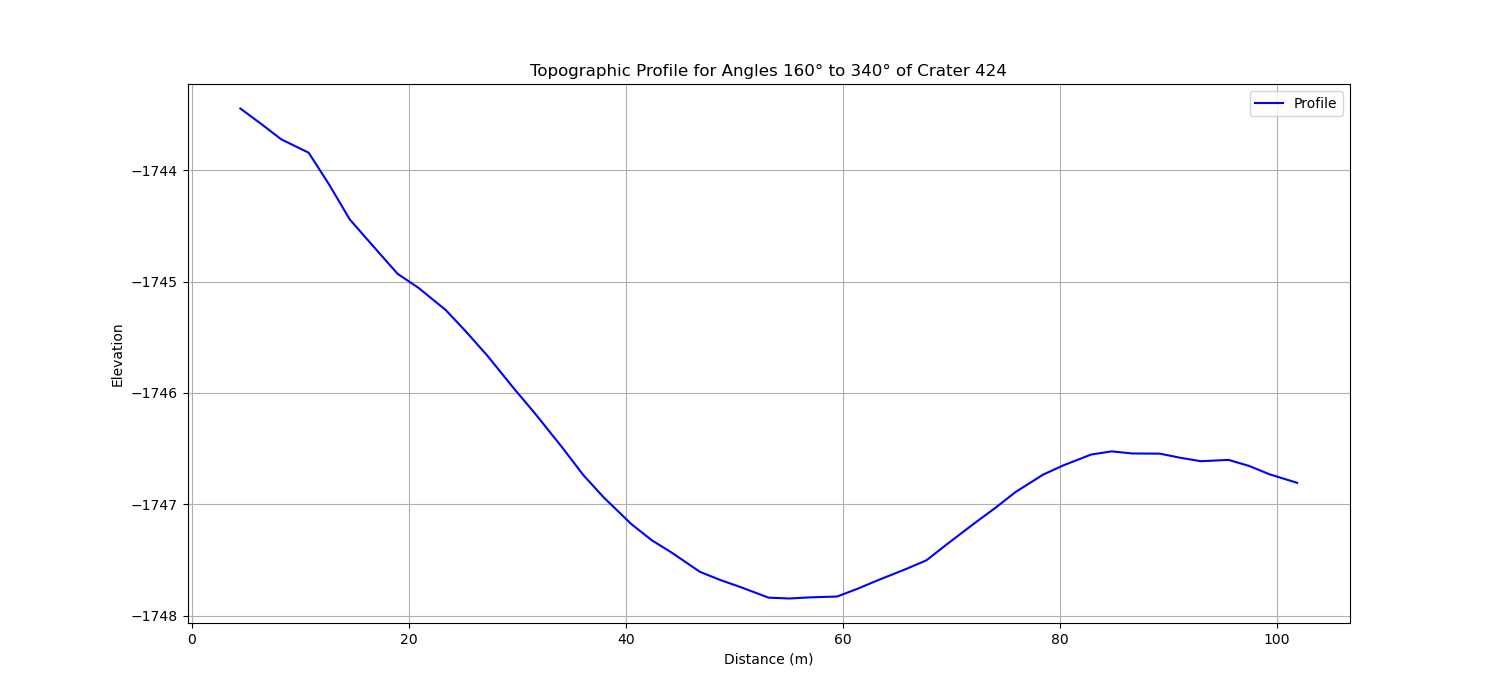 Topographic Profile for Angles 160° to 340° of Crater 424
Profile
−1744
−1745
−1746
−1747
−1748
Elevation
0
20
40
60
80
100
Distance (m)